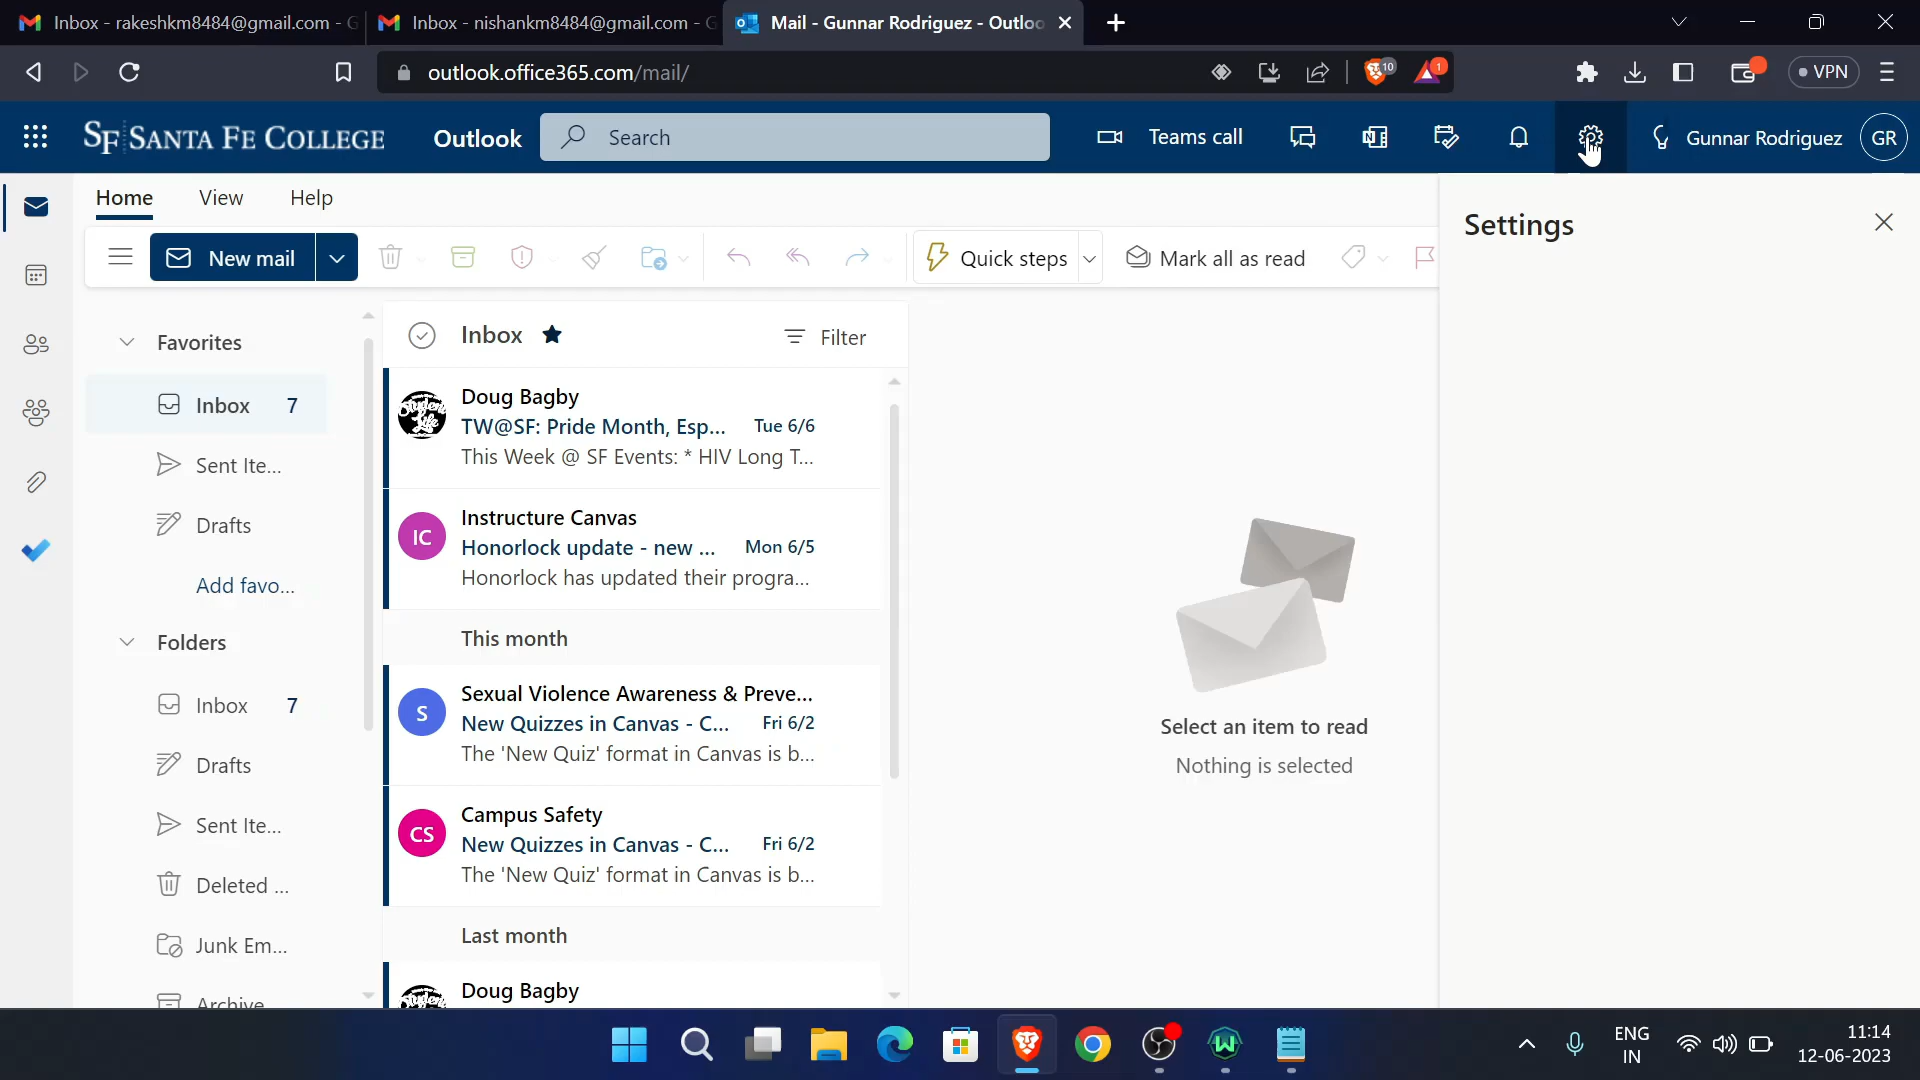 Inbox - rakeshkm8484@gmail.com - G
Inbox - nishankm8484@gmail.com - G
Mail - Gunnar Rodriguez - Outloo
outlook.office365.com/mail/
10
1
VPN
SF SANTA FE COLLEGE
Outlook
Search
Teams call
Gunnar Rodriguez
GR
Home
View
Help
Settings
New mail
Quick steps
Mark all as read
Favorites
Inbox 7
Sent Ite...
Drafts
Add favo...
Folders
Inbox 7
Drafts
Sent Ite...
Deleted ...
Junk Em...
Archive
Inbox
Filter
Doug Bagby
TW@SF: Pride Month, Esp... Tue 6/6
This Week @ SF Events: * HIV Long T...
IC
Instructure Canvas
Honorlock update - new ... Mon 6/5
Honorlock has updated their progra...
This month
S
Sexual Violence Awareness & Preve...
New Quizzes in Canvas - C... Fri 6/2
The 'New Quiz' format in Canvas is b...
CS
Campus Safety
New Quizzes in Canvas - C... Fri 6/2
The 'New Quiz' format in Canvas is b...
Last month
Doug Bagby
Select an item to read
Nothing is selected
ENG
IN
11:14
12-06-2023